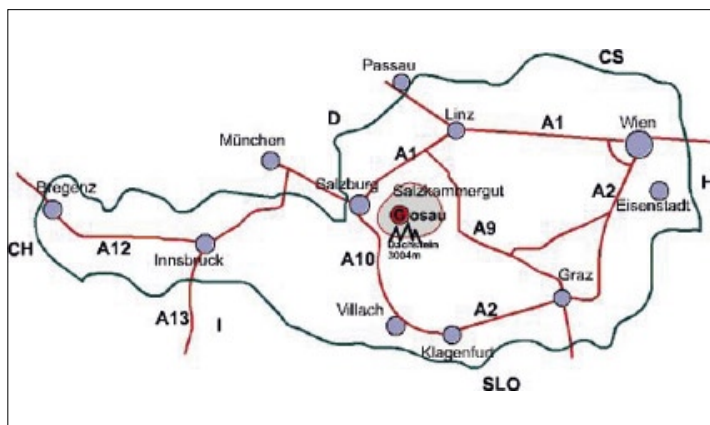 CS
Passau
D
Linz
A1
Wien
München
A1
H
Salzburg
Salzkammergut
A2
Bregenz
Gosau
Eisenstadt
Dachstein
3004m
A9
CH
A12
Innsbruck
A10
Graz
A13
I
Villach
A2
Klagenfurt
SLO